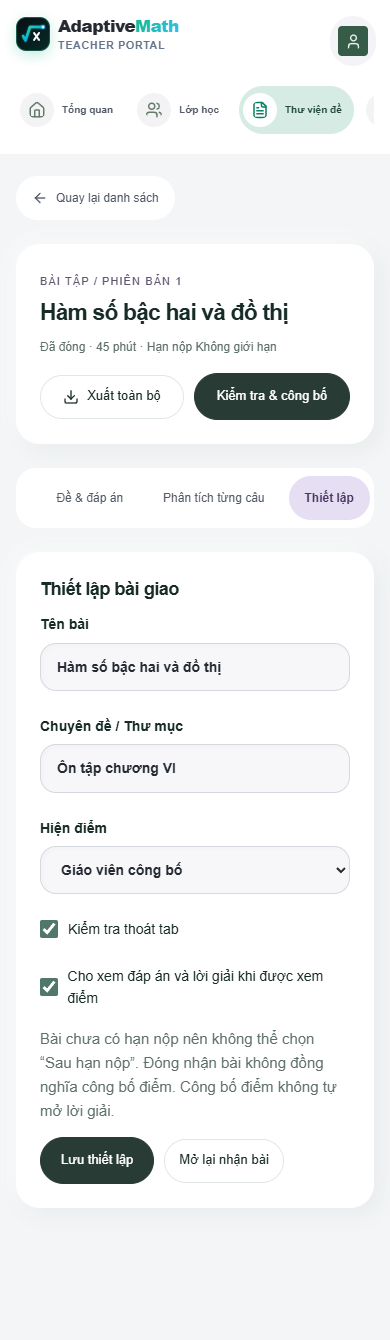 AdaptiveMath
TEACHER PORTAL
Tổng quan
Lớp học
Thư viện đề
Quay lại danh sách
BÀI TẬP / PHIÊN BẢN 1
Hàm số bậc hai và đồ thị
Đã đóng · 45 phút · Hạn nộp Không giới hạn
Xuất toàn bộ
Kiểm tra & công bố
Đề & đáp án
Phân tích từng câu
Thiết lập
Thiết lập bài giao
Tên bài
Hàm số bậc hai và đồ thị
Chuyên đề / Thư mục
Ôn tập chương VI
Hiện điểm
Giáo viên công bố
Kiểm tra thoát tab
Cho xem đáp án và lời giải khi được xem
điểm
Bài chưa có hạn nộp nên không thể chọn
“Sau hạn nộp”. Đóng nhận bài không đồng
nghĩa công bố điểm. Công bố điểm không tự
mở lời giải.
Lưu thiết lập
Mở lại nhận bài